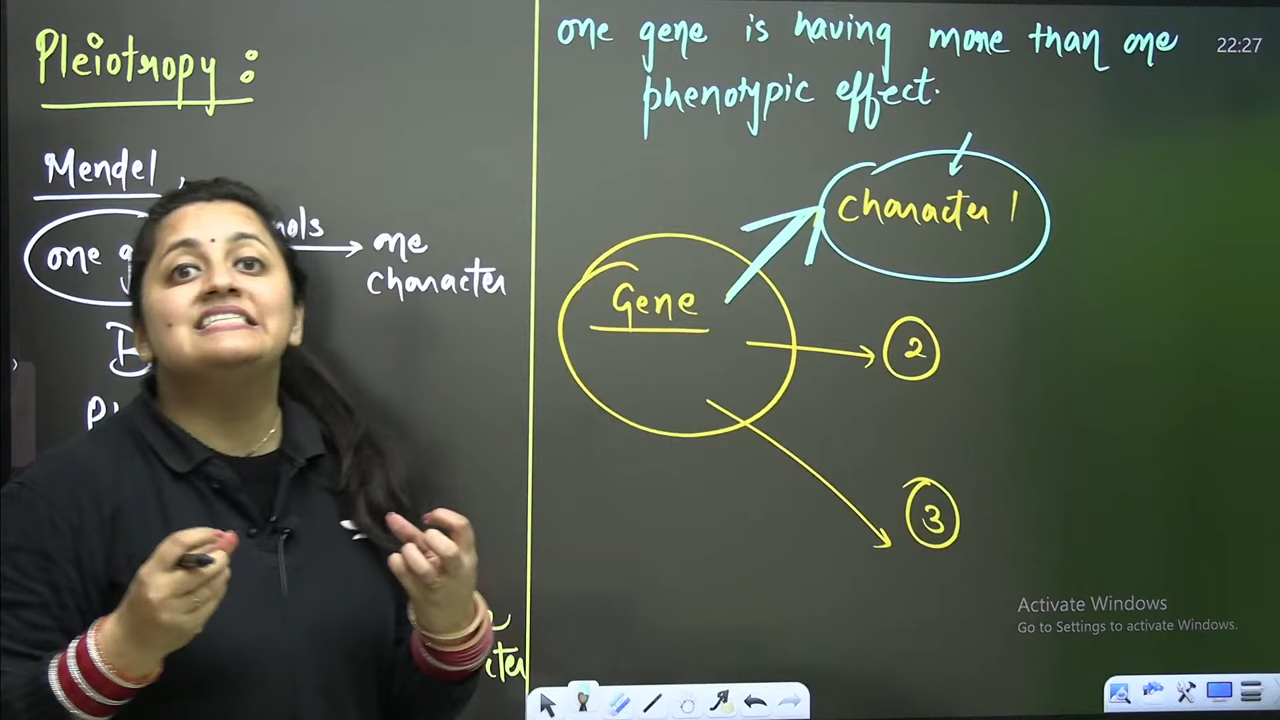 Pleiotropy :
Mendel
one
one
character
one gene is having more than one
phenotypic effect.
22:27
character 1
Gene
2
3
Activate Windows
Go to Settings to activate Windows.